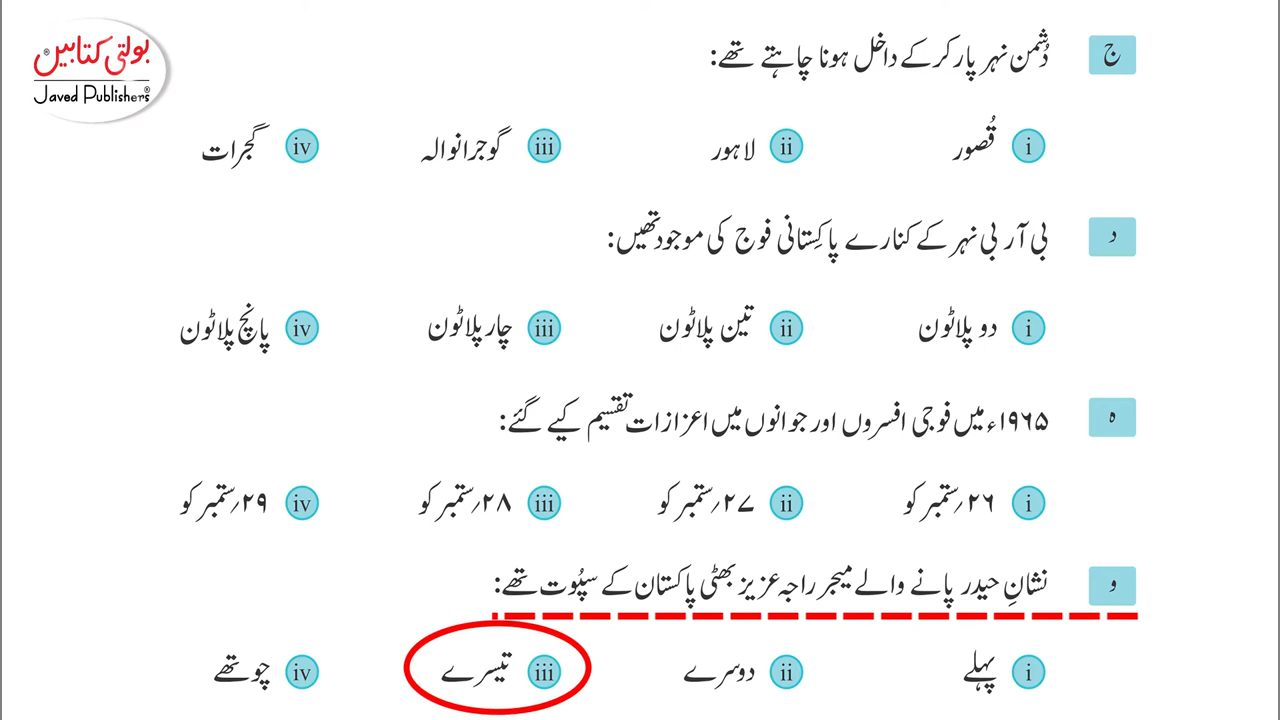 بولتی کتابیں®
Javed Publishers®
ج دُشمن نہر پار کر کے داخل ہونا چاہتے تھے:
i قُصور ii لاہور iii گوجرانوالہ iv گجرات
د بی آر بی نہر کے کنارے پاکِستانی فوج کی موجود تھیں:
i دو پلاٹون ii تین پلاٹون iii چار پلاٹون iv پانچ پلاٹون
ہ ۱۹۶۵ء میں فوجی افسروں اور جوانوں میں اعزازات تقسیم کیے گئے:
i ۲۶؍ستمبر کو ii ۲۷؍ستمبر کو iii ۲۸؍ستمبر کو iv ۲۹؍ستمبر کو
و نشانِ حیدر پانے والے میجر راجہ عزیز بھٹی پاکستان کے سپُوت تھے:
i پہلے ii دوسرے iii تیسرے iv چوتھے